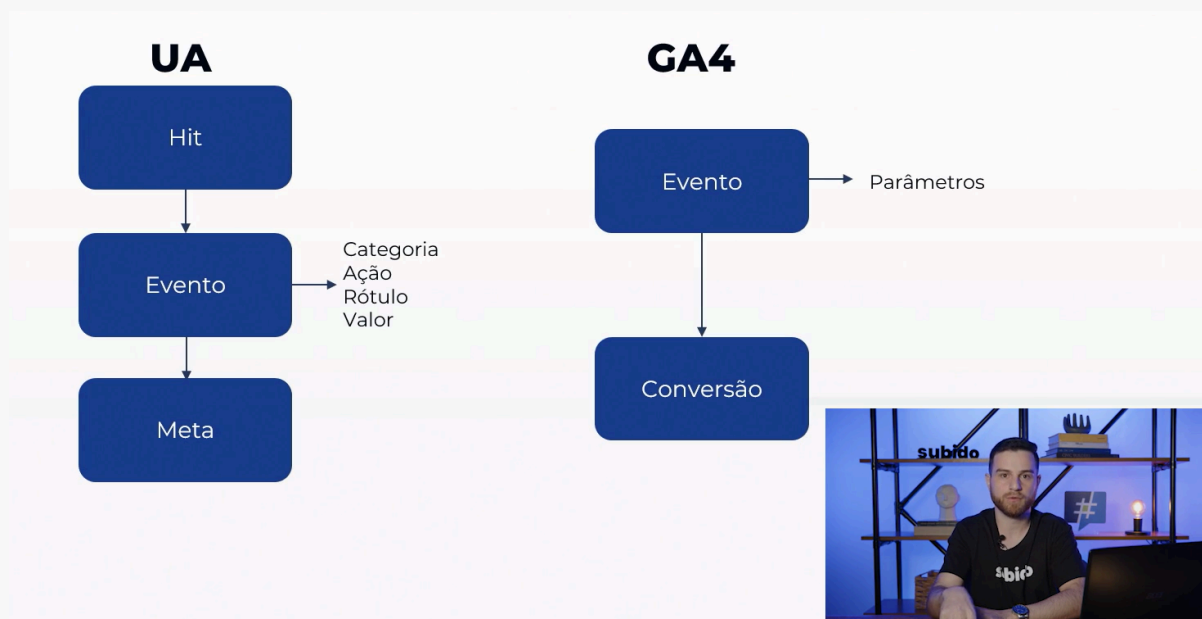 UA
Hit
Evento
Categoria
Ação
Rótulo
Valor
Meta
GA4
Evento
Parâmetros
Conversão
subido
#
subido